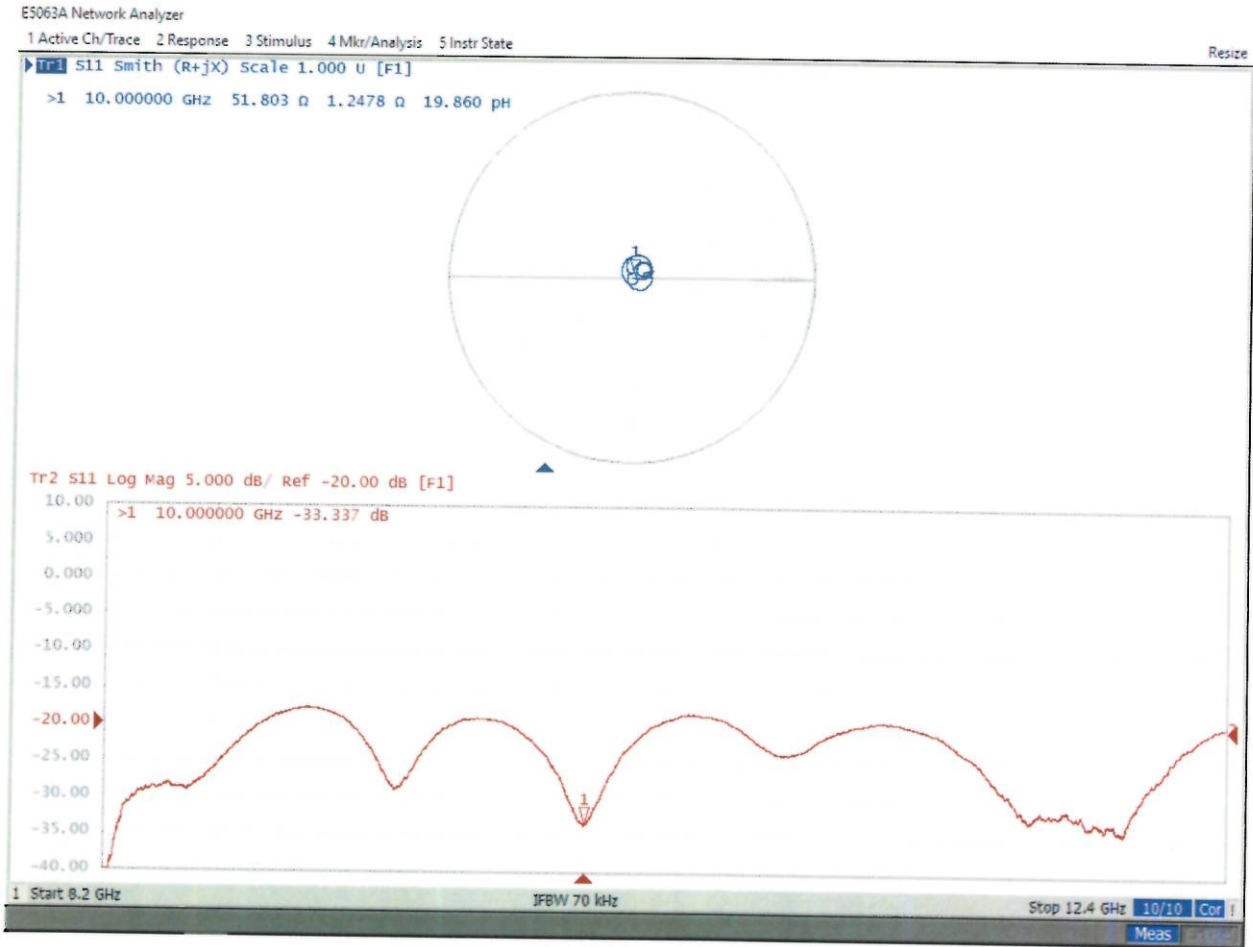 E5063A Network Analyzer
1 Active Ch/Trace 2 Response 3 Stimulus 4 Mkr/Analysis 5 Instr State
Resize
Tr1 S11 Smith (R+jX) Scale 1.000 U [F1]
>1 10.000000 GHz 51.803 Ω 1.2478 Ω 19.860 pH
1
Tr2 S11 Log Mag 5.000 dB/ Ref -20.00 dB [F1]
10.00
>1 10.000000 GHz -33.337 dB
5.000
0.000
-5.000
-10.00
-15.00
-20.00
-25.00
-30.00
1
-35.00
-40.00
1 Start 8.2 GHz
IFBW 70 kHz
Stop 12.4 GHz 10/10 Cor !
Meas